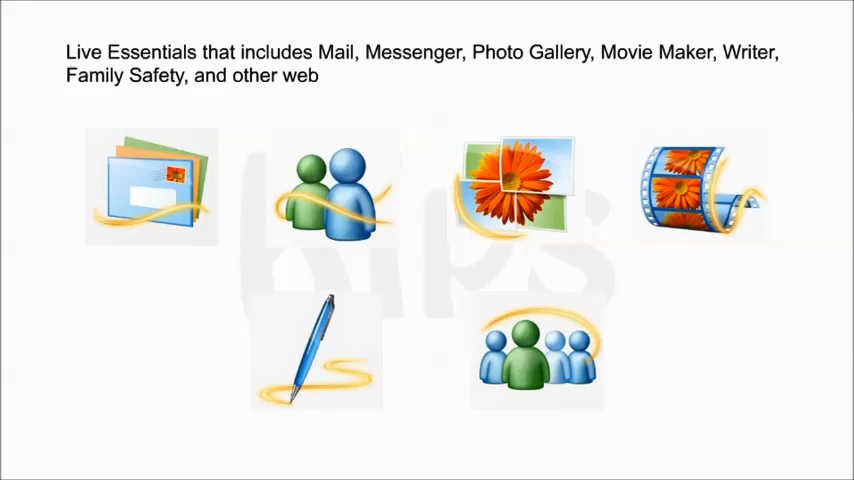 Live Essentials that includes Mail, Messenger, Photo Gallery, Movie Maker, Writer,
Family Safety, and other web